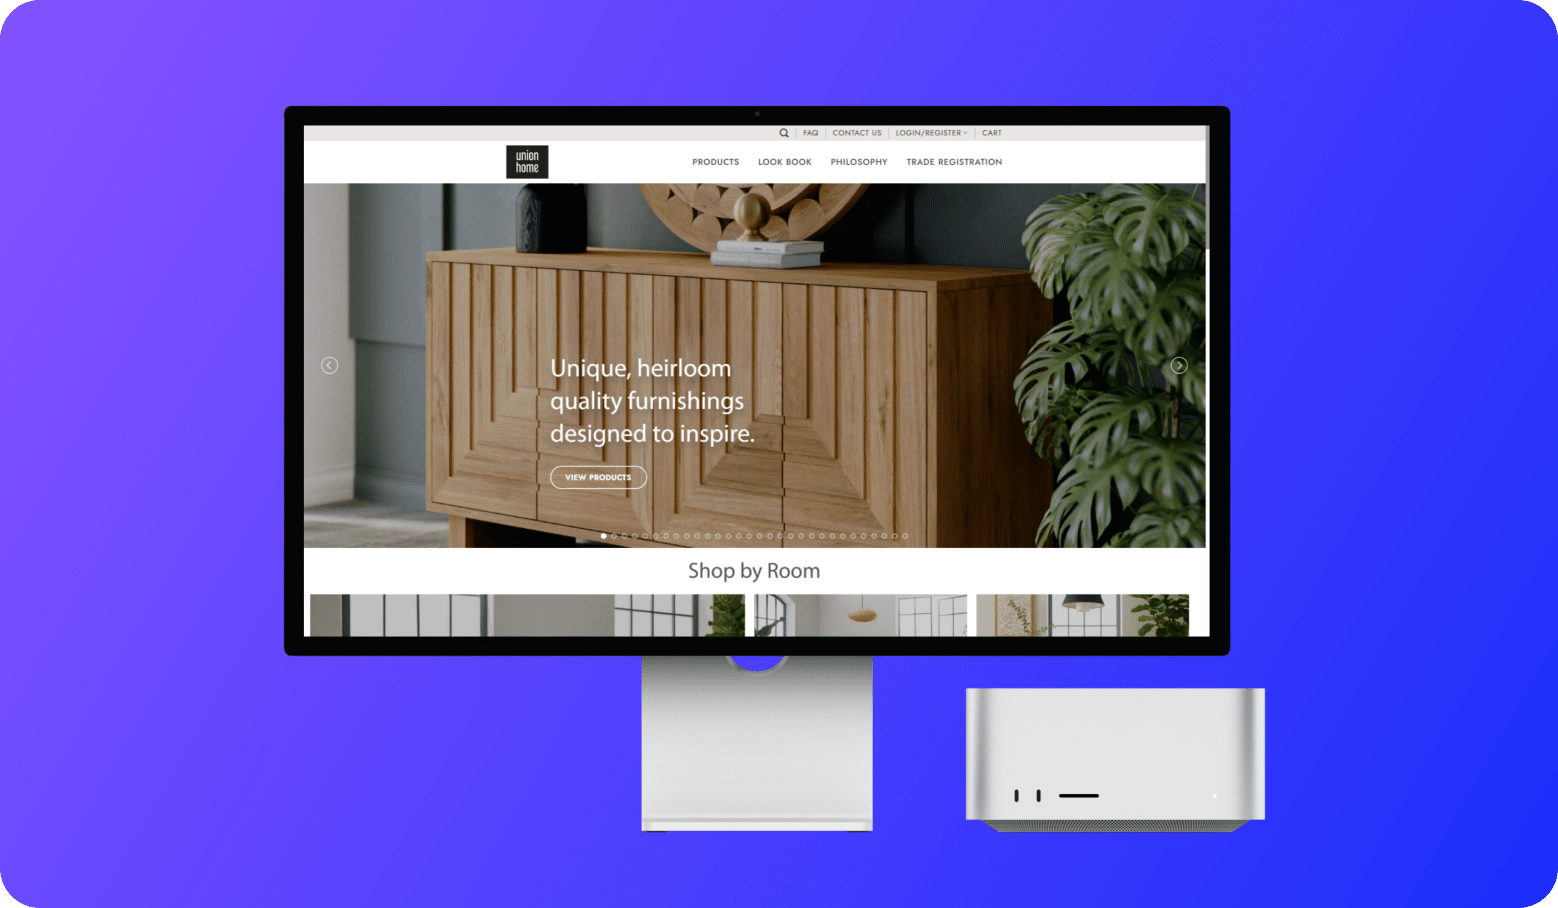 FAQ
CONTACT US
LOGIN/REGISTER
CART
union
home
PRODUCTS
LOOK BOOK
PHILOSOPHY
TRADE REGISTRATION
Unique, heirloom
quality furnishings
designed to inspire.
VIEW PRODUCTS
Shop by Room